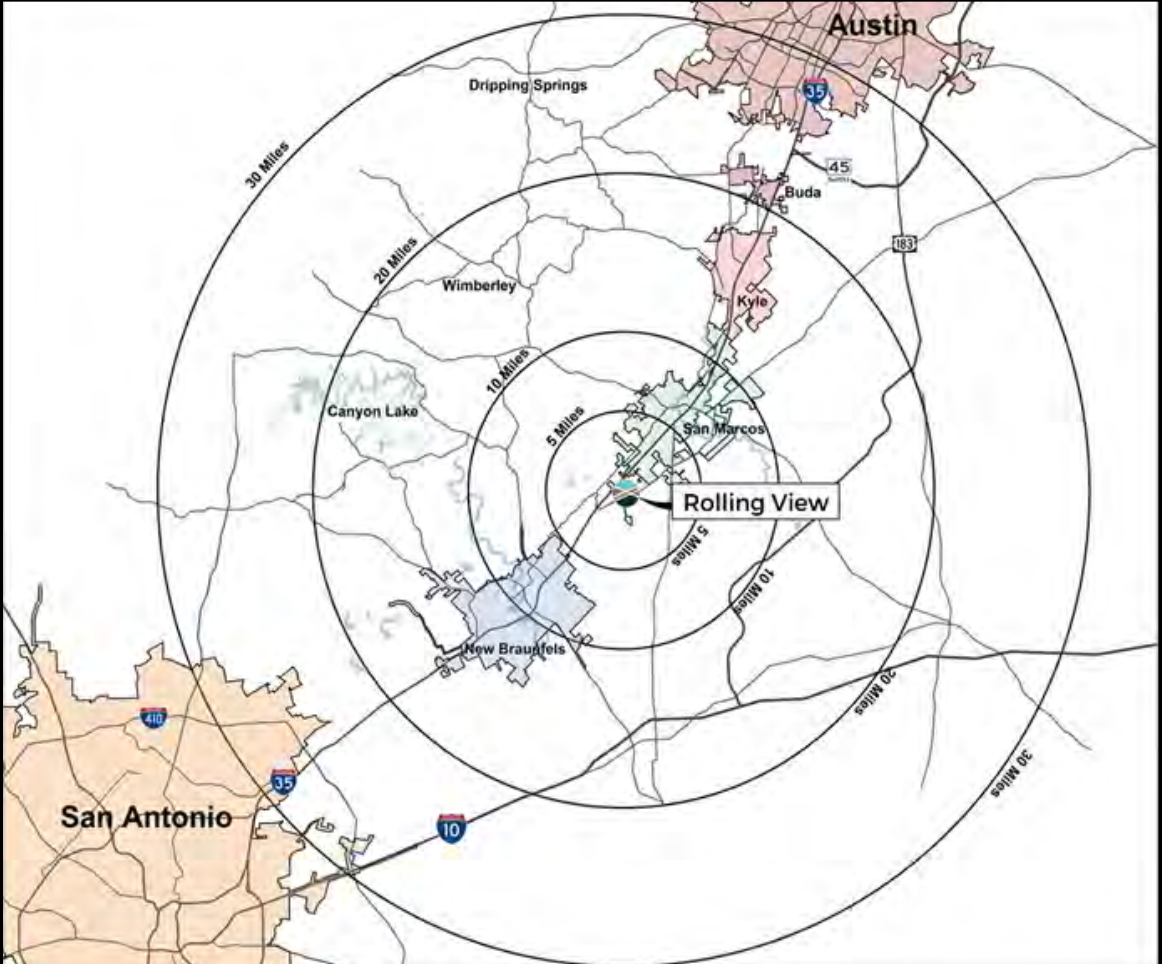 Austin
35
Dripping Springs
30 Miles
45
Buda
183
20 Miles
Wimberley
Kyle
10 Miles
5 Miles
Canyon Lake
San Marcos
Rolling View
5 Miles
10 Miles
New Braunfels
20 Miles
410
30 Miles
35
San Antonio
10